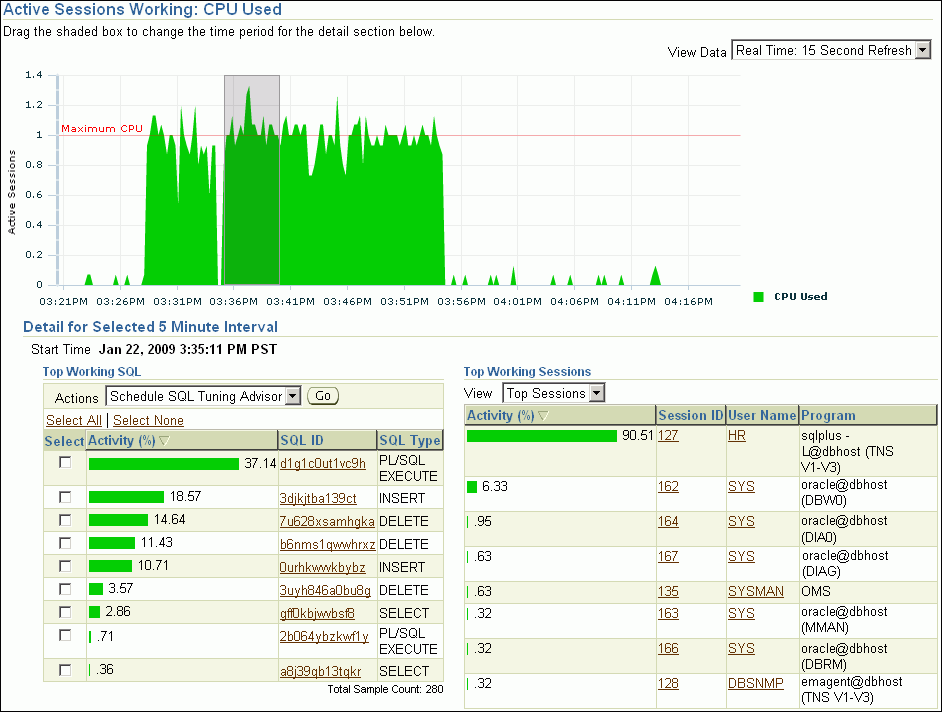 Active Sessions Working: CPU Used
Drag the shaded box to change the time period for the detail section below.
View Data Real Time: 15 Second Refresh
1.4
1.2
1
0.8
0.6
0.4
0.2
0
Active Sessions
Maximum CPU
03:21PM 03:26PM 03:31PM 03:36PM 03:41PM 03:46PM 03:51PM 03:56PM 04:01PM 04:06PM 04:11PM 04:16PM
CPU Used
Detail for Selected 5 Minute Interval
Start Time Jan 22, 2009 3:35:11 PM PST
Top Working SQL
Actions Schedule SQL Tuning Advisor Go
Select All | Select None
Select Activity (%) SQL ID SQL Type
37.14 d1g1c0ut1vc9h PL/SQL
EXECUTE
18.57 3djkjtba139ct INSERT
14.64 7u628xsamhgka DELETE
11.43 b6nms1qwwhrxz DELETE
10.71 0urhkwwkbybz INSERT
3.57 3uyh846a0bu8g DELETE
2.86 gff0kbjwvbsf8 SELECT
.71 2b064ybzkwf1y PL/SQL
EXECUTE
.36 a8j39qb13tqkr SELECT
Total Sample Count: 280
Top Working Sessions
View Top Sessions
Activity (%) Session ID User Name Program
90.51 127 HR sqlplus -
L@dbhost (TNS
V1-V3)
6.33 162 SYS oracle@dbhost
(DBW0)
.95 164 SYS oracle@dbhost
(DIA0)
.63 167 SYS oracle@dbhost
(DIAG)
.63 135 SYSMAN OMS
.32 163 SYS oracle@dbhost
(MMAN)
.32 166 SYS oracle@dbhost
(DBRM)
.32 128 DBSNMP emagent@dbhost
(TNS V1-V3)